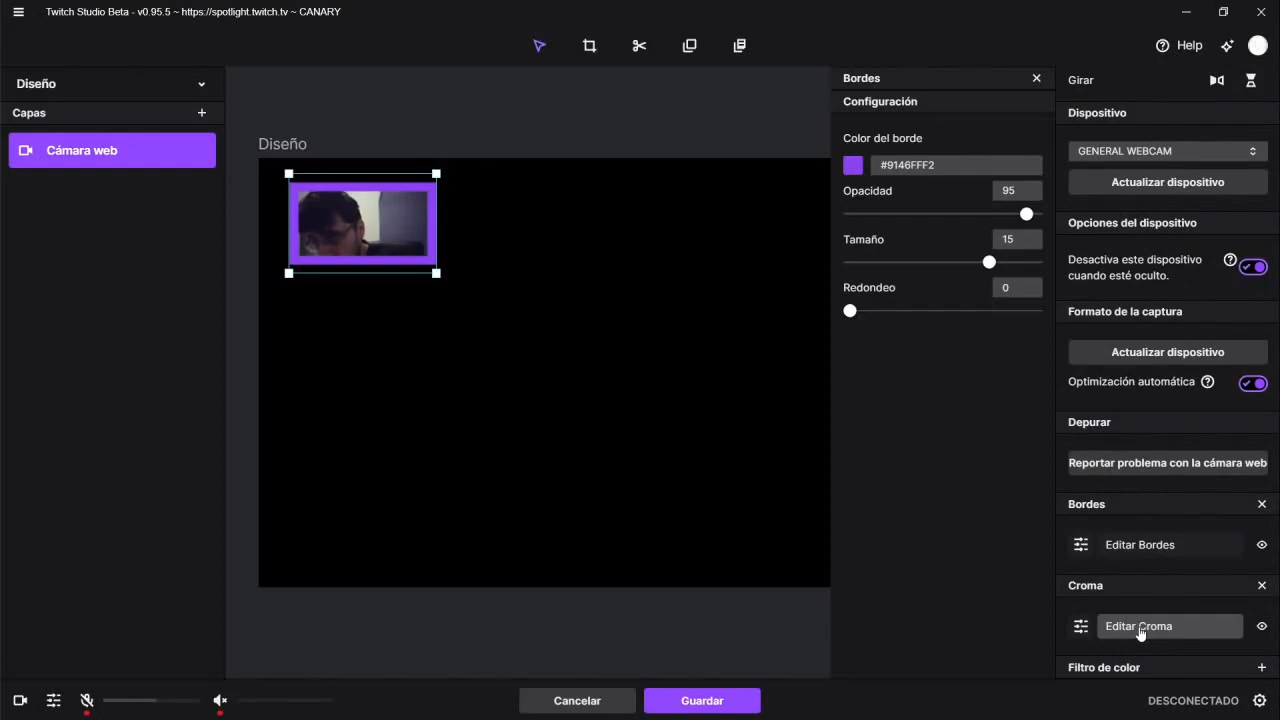 Twitch Studio Beta - v0.95.5 ~ https://spotlight.twitch.tv ~ CANARY
Help
Diseño
Capas
Cámara web
Diseño
Bordes
Configuración
Color del borde
#9146FFF2
Opacidad
95
Tamaño
15
Redondeo
0
Girar
Dispositivo
GENERAL WEBCAM
Actualizar dispositivo
Opciones del dispositivo
Desactiva este dispositivo
cuando esté oculto.
Formato de la captura
Actualizar dispositivo
Optimización automática
Depurar
Reportar problema con la cámara web
Bordes
Editar Bordes
Croma
Editar Croma
Filtro de color
Cancelar
Guardar
DESCONECTADO